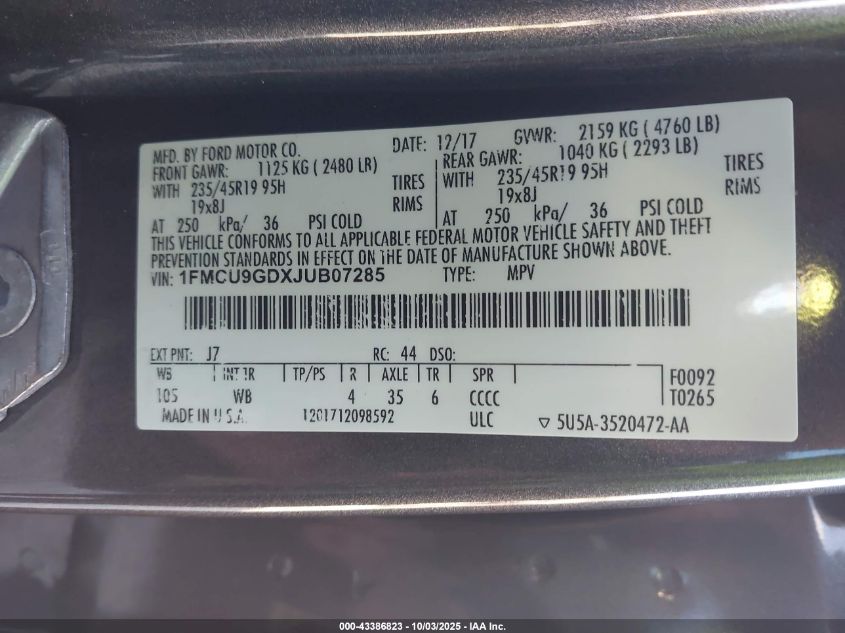 MFD. BY FORD MOTOR CO. DATE: 12/17 GVWR: 2159 KG ( 4760 LB)
FRONT GAWR: 1125 KG ( 2480 LB) REAR GAWR: 1040 KG ( 2293 LB)
WITH 235/45R19 95H TIRES WITH 235/45R19 95H TIRES
19x8J RIMS 19x8J RIMS
AT 250 kPa/ 36 PSI COLD AT 250 kPa/ 36 PSI COLD
THIS VEHICLE CONFORMS TO ALL APPLICABLE FEDERAL MOTOR VEHICLE SAFETY AND THEFT
PREVENTION STANDARDS IN EFFECT ON THE DATE OF MANUFACTURE SHOWN ABOVE.
VIN: 1FMCU9GDXJUB07285 TYPE: MPV
EXT PNT: J7 RC: 44 DSO:
WB INT TR TP/PS R AXLE TR SPR F0092
105 WB 4 35 6 CCCC T0265
MADE IN U.S.A. 1201712098592 ULC ▽ 5U5A-3520472-AA
000-43386823 - 10/03/2025 - IAA Inc.